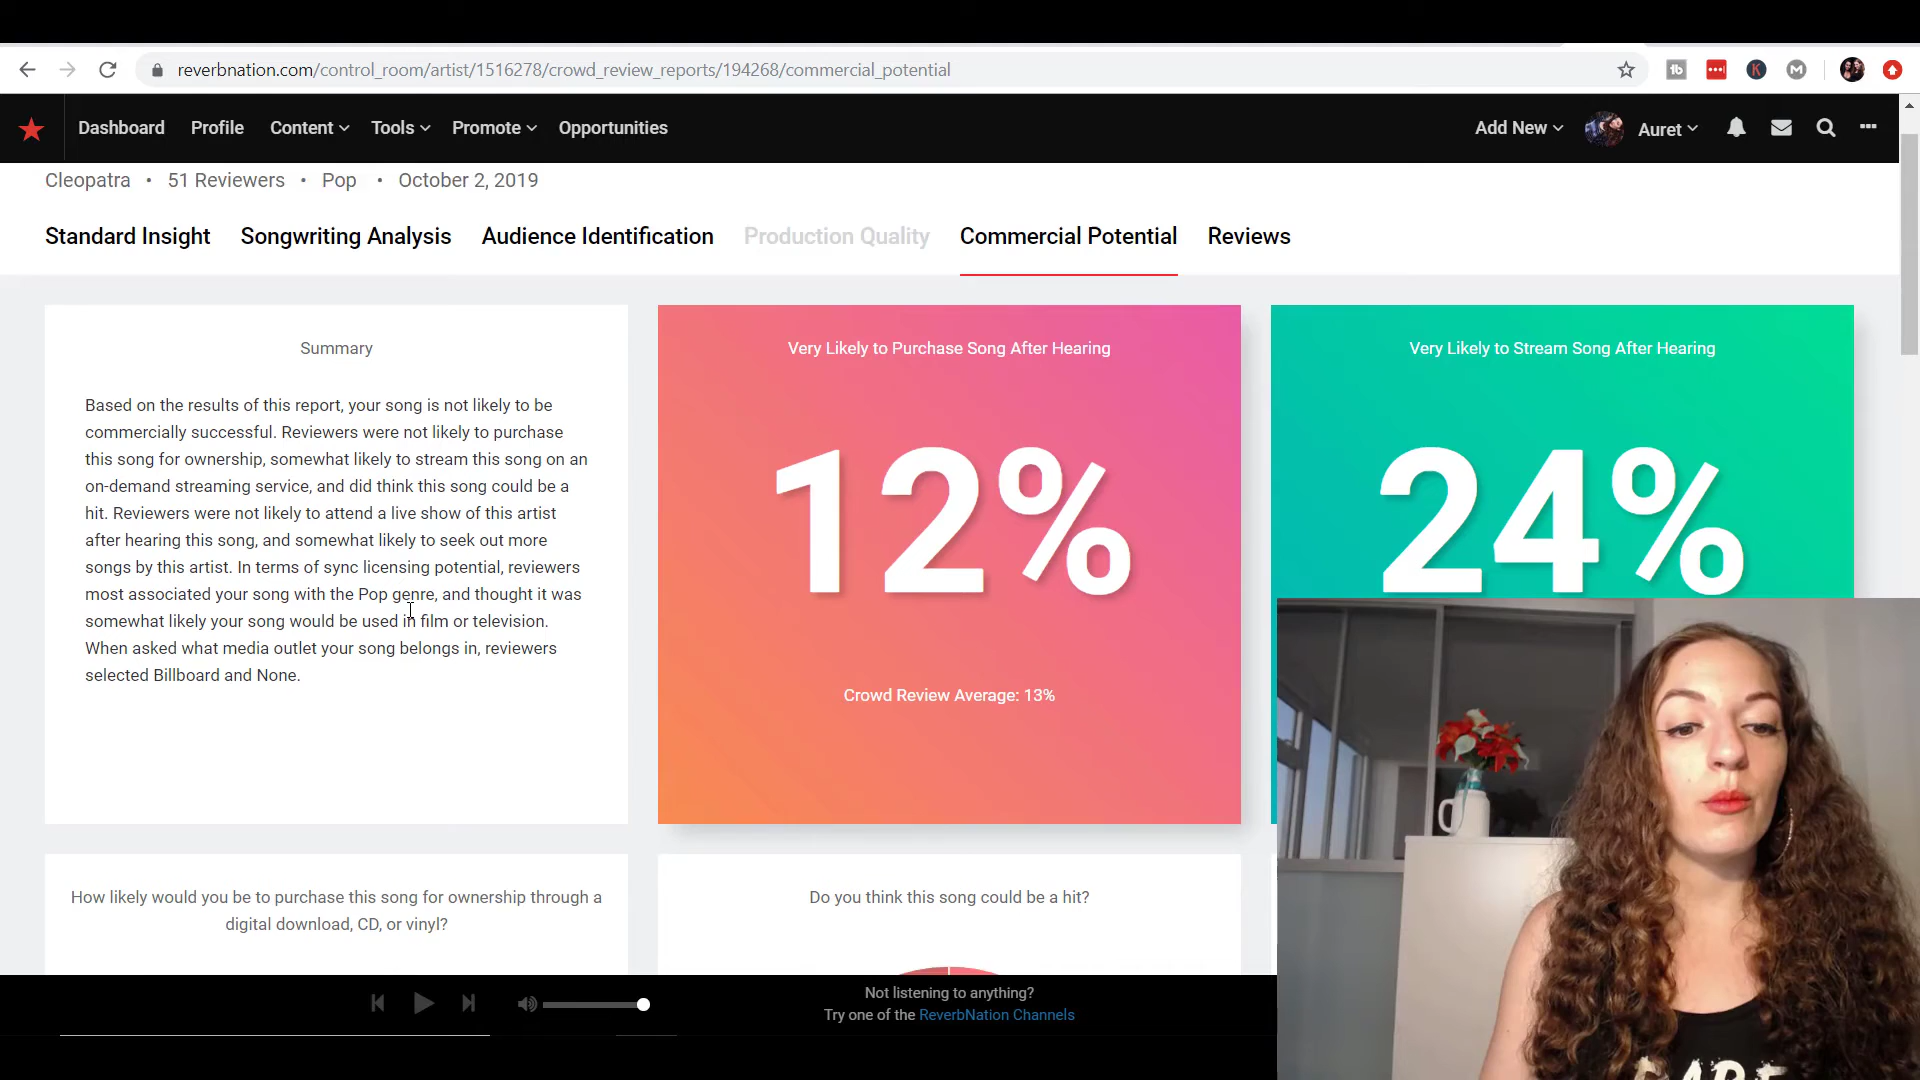 reverbnation.com/control_room/artist/1516278/crowd_review_reports/194268/commercial_potential
Dashboard Profile Content Tools Promote Opportunities Add New Auret
Cleopatra • 51 Reviewers • Pop • October 2, 2019
Standard Insight Songwriting Analysis Audience Identification Production Quality Commercial Potential Reviews
Summary
Based on the results of this report, your song is not likely to be
commercially successful. Reviewers were not likely to purchase
this song for ownership, somewhat likely to stream this song on an
on-demand streaming service, and did think this song could be a
hit. Reviewers were not likely to attend a live show of this artist
after hearing this song, and somewhat likely to seek out more
songs by this artist. In terms of sync licensing potential, reviewers
most associated your song with the Pop genre, and thought it was
somewhat likely your song would be used in film or television.
When asked what media outlet your song belongs in, reviewers
selected Billboard and None.
Very Likely to Purchase Song After Hearing
12%
Crowd Review Average: 13%
Very Likely to Stream Song After Hearing
24%
How likely would you be to purchase this song for ownership through a
digital download, CD, or vinyl?
Do you think this song could be a hit?
Not listening to anything?
Try one of the ReverbNation Channels